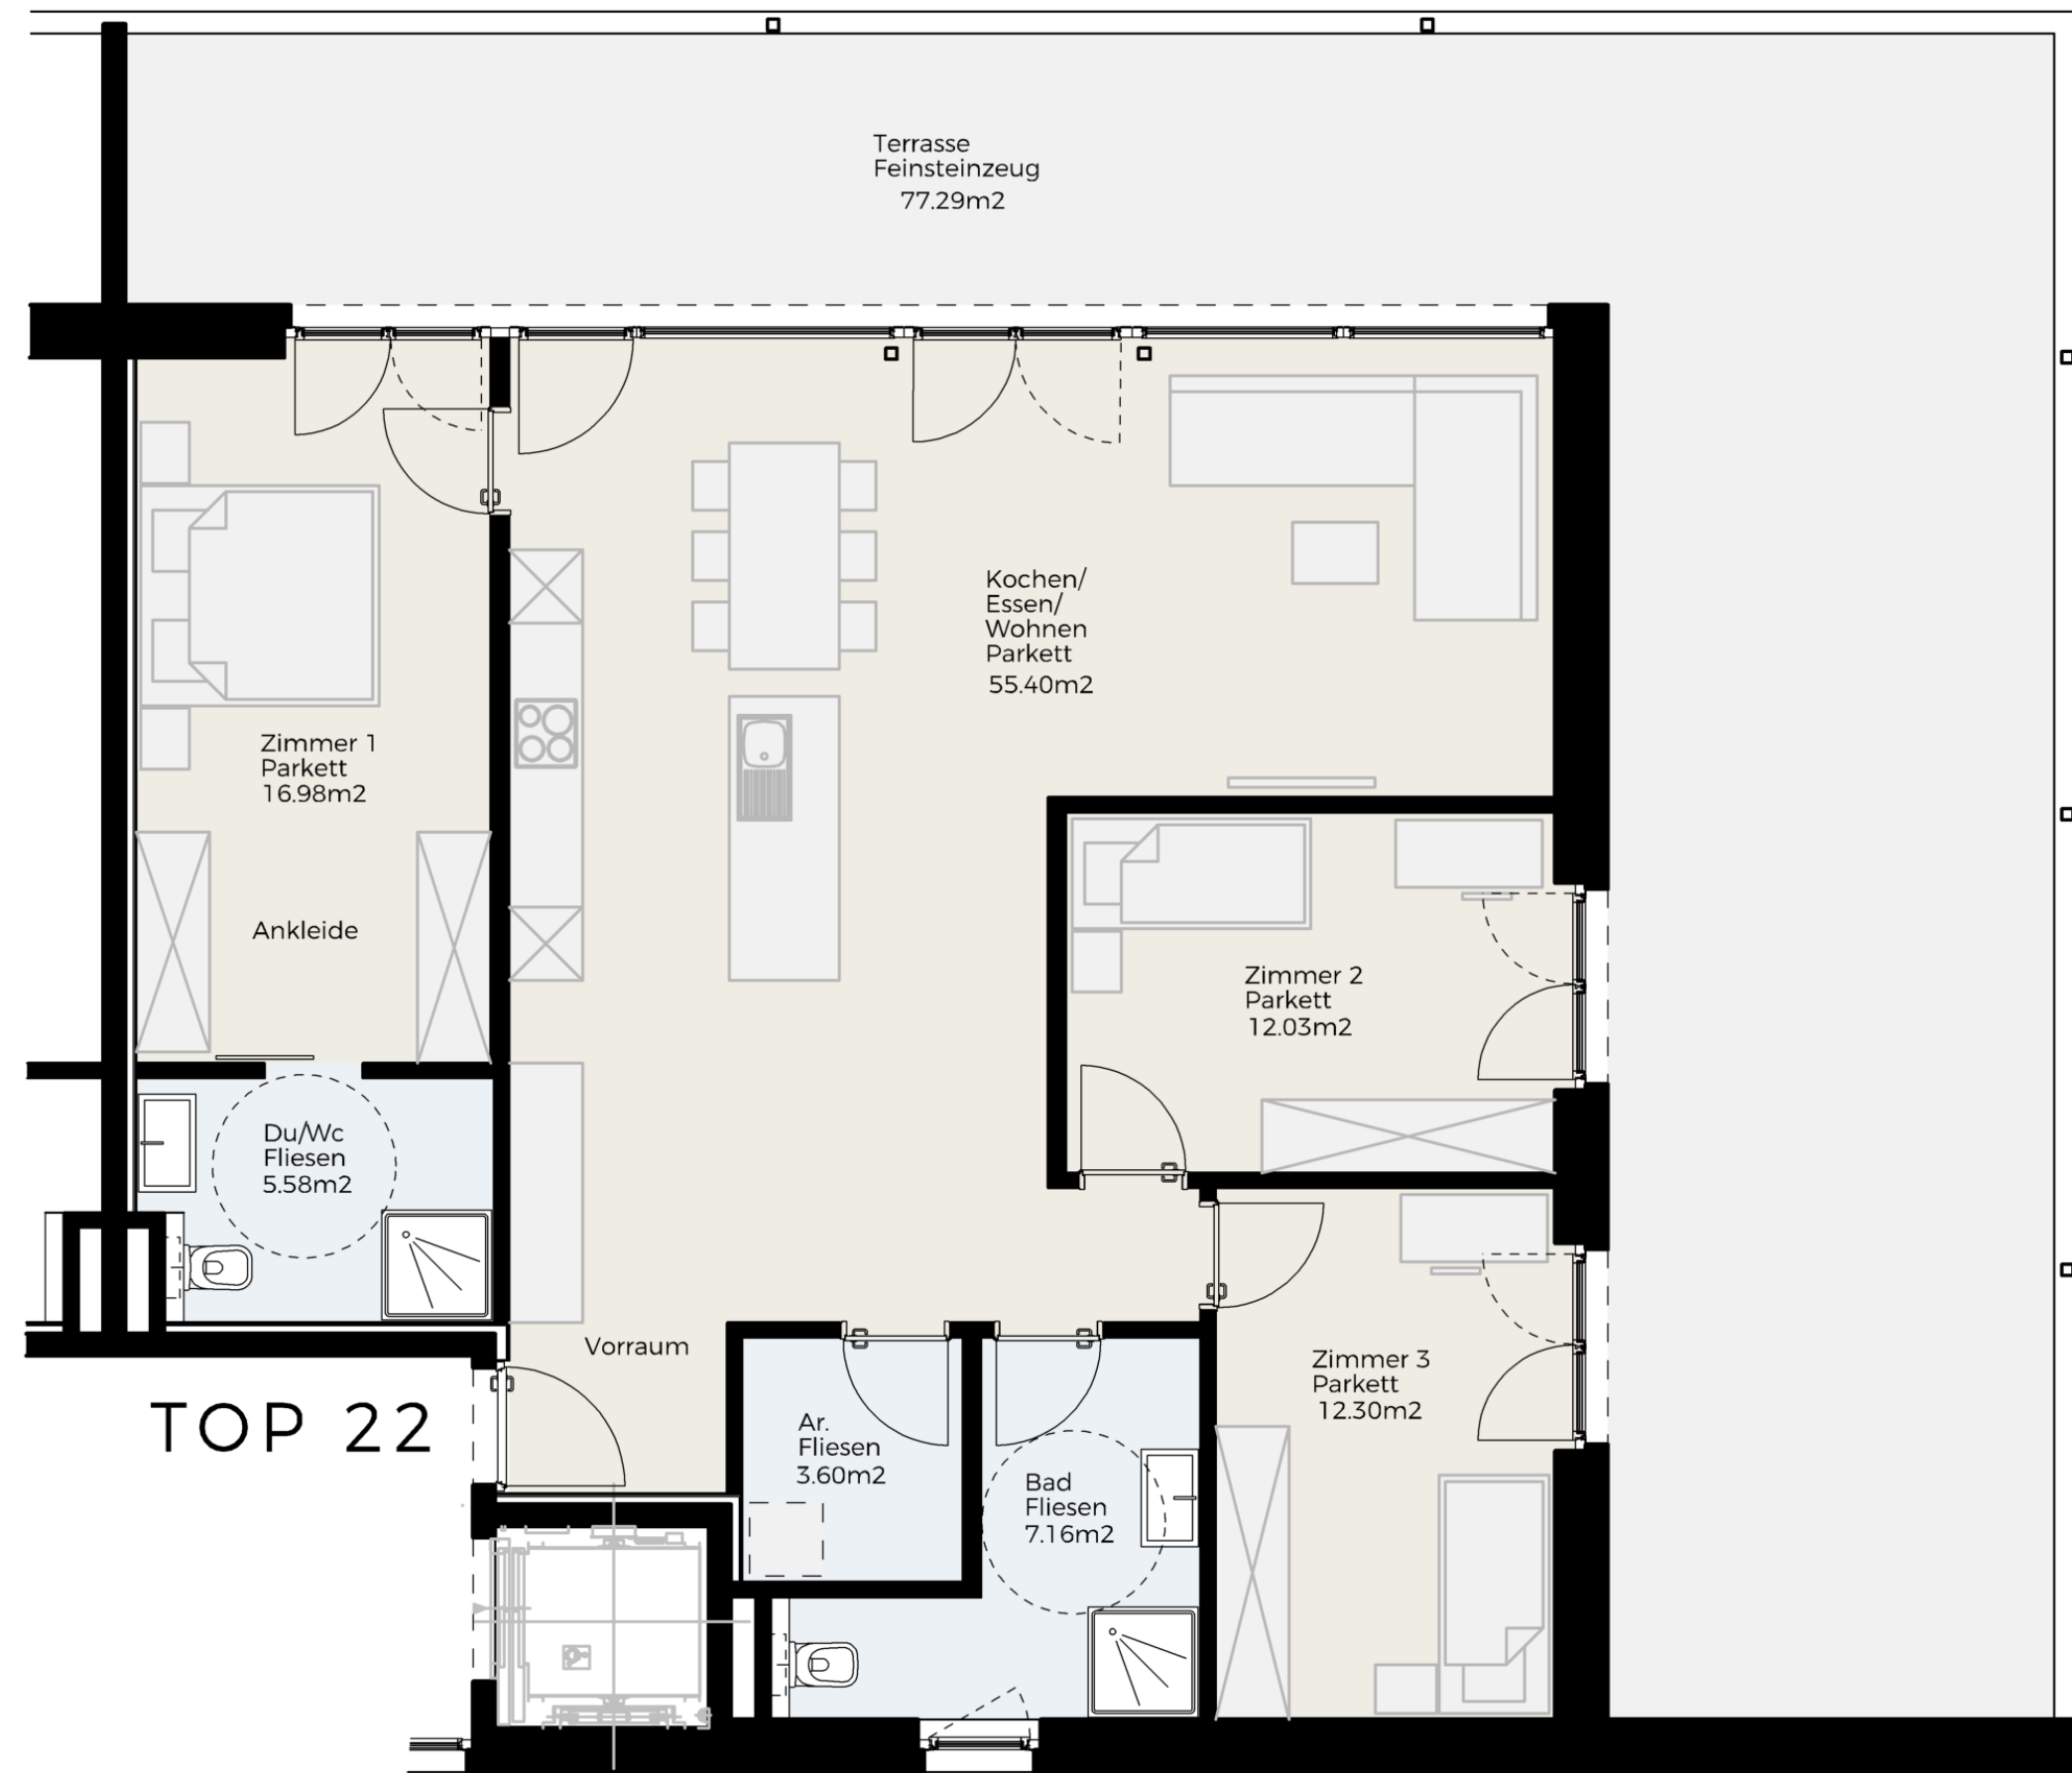 Terrasse
Feinsteinzeug
77.29m2
Kochen/
Essen/
Wohnen
Parkett
55.40m2
Zimmer 1
Parkett
16.98m2
Ankleide
Zimmer 2
Parkett
12.03m2
Du/Wc
Fliesen
5.58m2
Vorraum
Zimmer 3
Parkett
12.30m2
TOP 22
Ar.
Fliesen
3.60m2
Bad
Fliesen
7.16m2